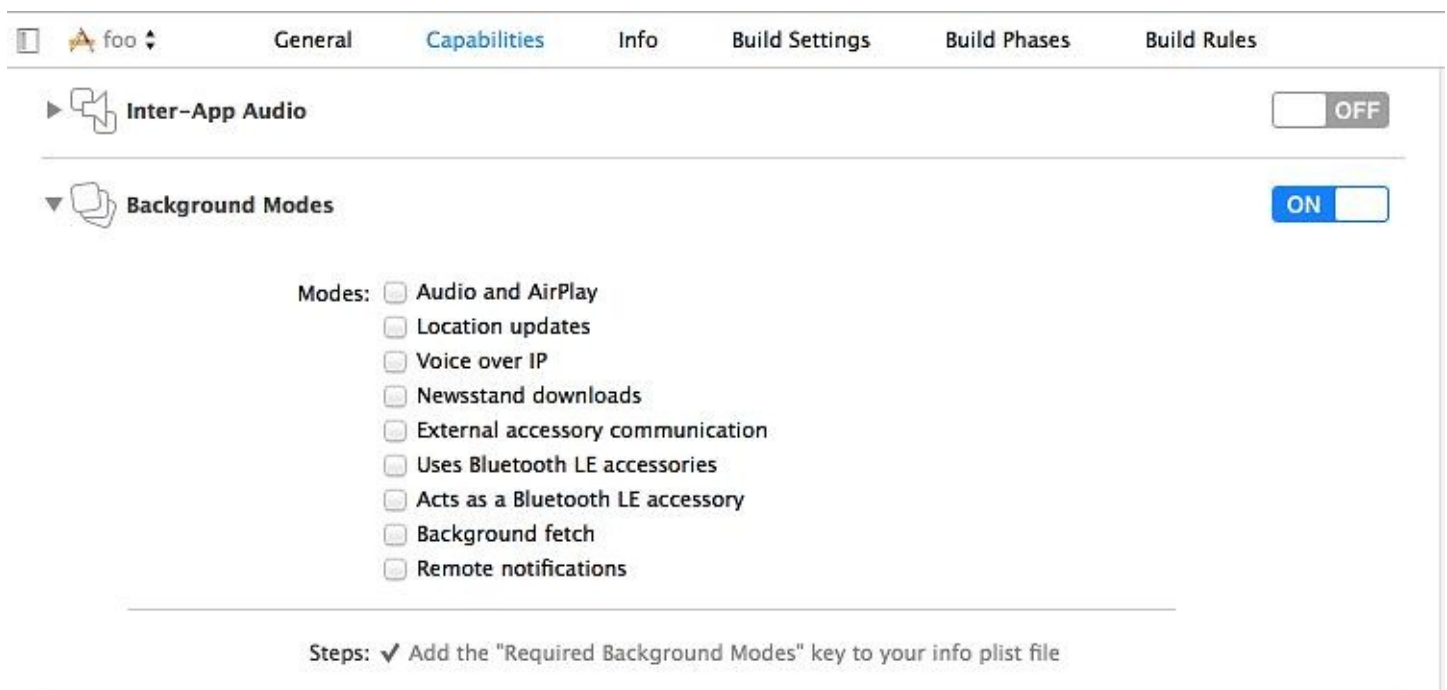 foo General Capabilities Info Build Settings Build Phases Build Rules
Inter-App Audio OFF
Background Modes ON
Modes: Audio and AirPlay
Location updates
Voice over IP
Newsstand downloads
External accessory communication
Uses Bluetooth LE accessories
Acts as a Bluetooth LE accessory
Background fetch
Remote notifications
Steps: ✓ Add the "Required Background Modes" key to your info plist file